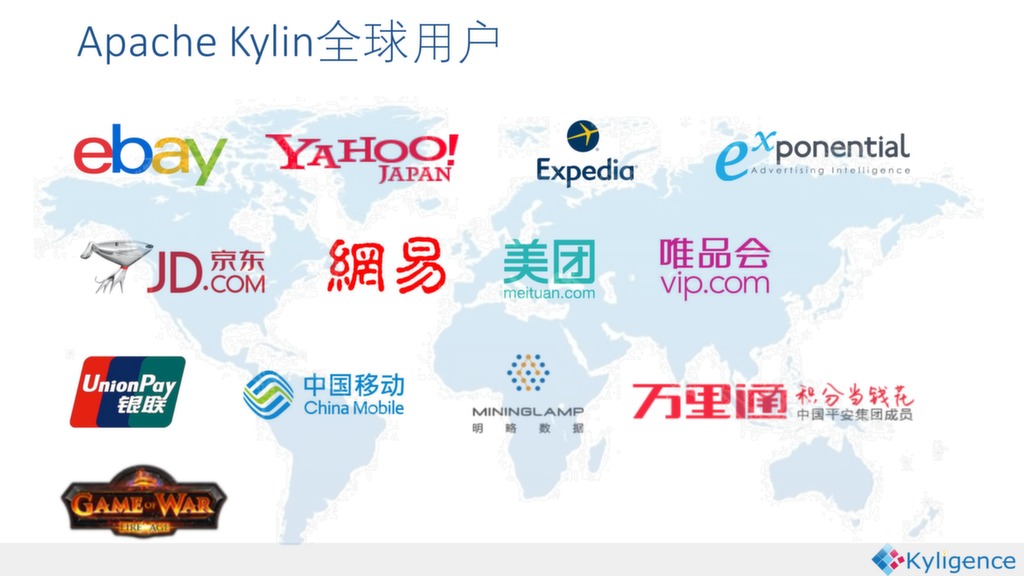 Apache Kylin全球用户
ebay
YAHOO!
JAPAN
Expedia
exponential
Advertising Intelligence
JD.COM
京东
網易
美团
meituan.com
唯品会
vip.com
UnionPay
银联
中国移动
China Mobile
MININGLAMP
明略数据
万里通
积分当钱花
中国平安集团成员
GAME OF WAR
FIRE AGE
Kyligence